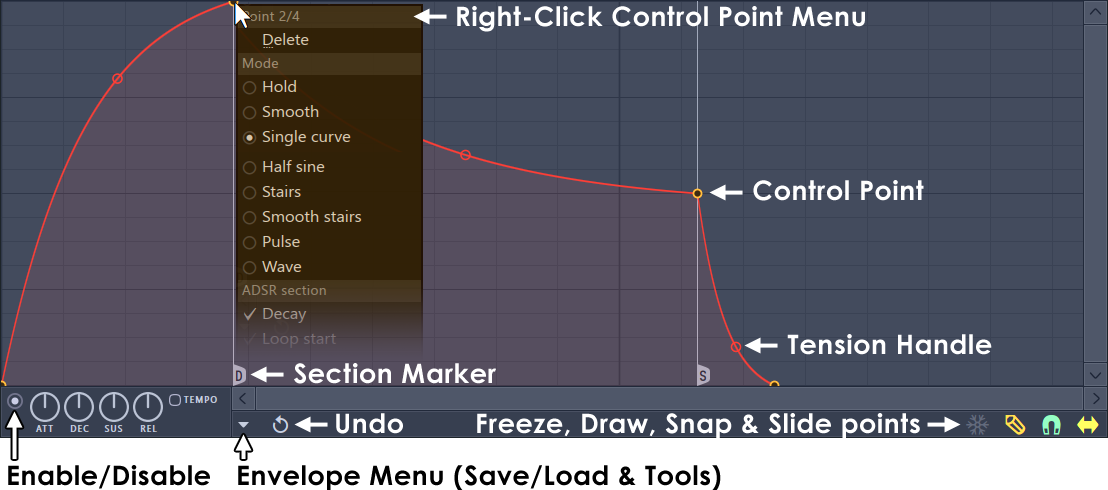 Point 2/4
Right-Click Control Point Menu
Delete
Mode
Hold
Smooth
Single curve
Half sine
Stairs
Smooth stairs
Pulse
Wave
ADSR section
Decay
Loop start
Control Point
Tension Handle
D
Section Marker
S
ATT DEC SUS REL
TEMPO
Undo
Freeze, Draw, Snap & Slide points
Enable/Disable
Envelope Menu (Save/Load & Tools)